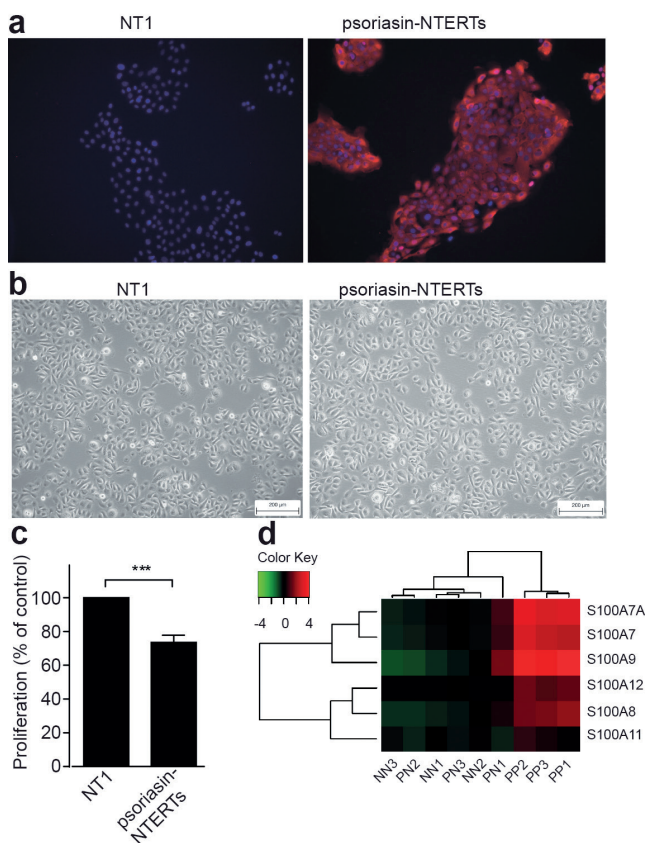 a
NT1 psoriasin-NTERTs
b
NT1 psoriasin-NTERTs
200 µm 200 µm
c
Proliferation (% of control)
***
100
80
60
40
20
0
NT1
psoriasin-
NTERTs
d
Color Key
-4 0 4
S100A7A
S100A7
S100A9
S100A12
S100A8
S100A11
NN3 PN2 NN1 PN3 NN2 PN1 PP2 PP3 PP1